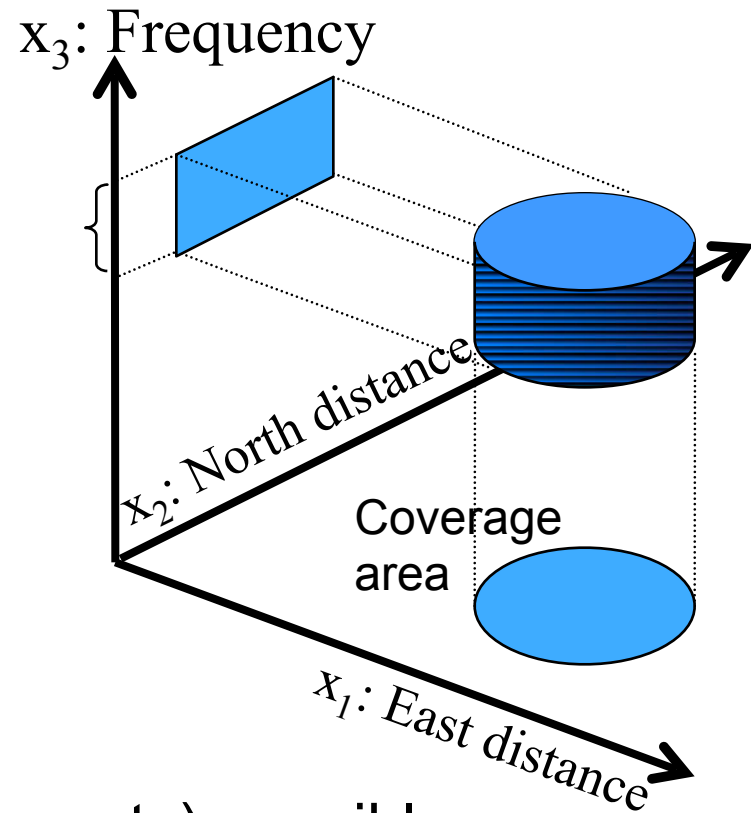 x₃: Frequency
x₂: North distance
Coverage
area
x₁: East distance